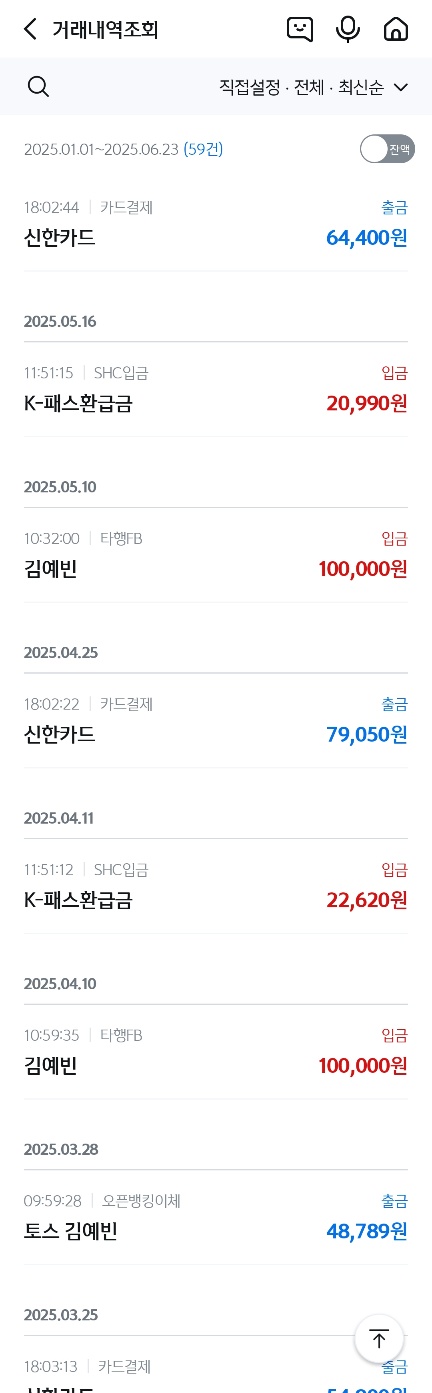 거래내역조회
직접설정 · 전체 · 최신순
2025.01.01~2025.06.23 (59건) 잔액
18:02:44 | 카드결제 출금
신한카드 64,400원
2025.05.16
11:51:15 | SHC입금 입금
K-패스환급금 20,990원
2025.05.10
10:32:00 | 타행FB 입금
김예빈 100,000원
2025.04.25
18:02:22 | 카드결제 출금
신한카드 79,050원
2025.04.11
11:51:12 | SHC입금 입금
K-패스환급금 22,620원
2025.04.10
10:59:35 | 타행FB 입금
김예빈 100,000원
2025.03.28
09:59:28 | 오픈뱅킹이체 출금
토스 김예빈 48,789원
2025.03.25
18:03:13 | 카드결제 출금